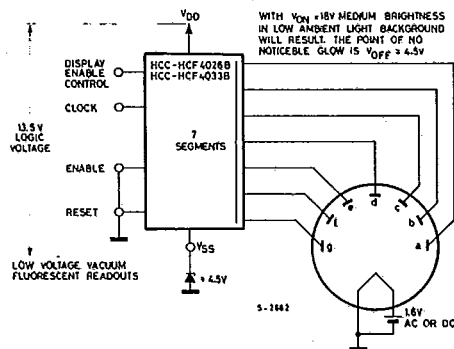 VDD
WITH VON = 18V MEDIUM BRIGHTNESS
IN LOW AMBIENT LIGHT BACKGROUND
WILL RESULT. THE POINT OF NO
NOTICEABLE GLOW IS VOFF = 4.5V
HCC-HCF4026B
HCC-HCF4033B
DISPLAY
ENABLE
CONTROL
CLOCK
13.5V
LOGIC
VOLTAGE
7
SEGMENTS
ENABLE
RESET
a
b
c
d
e
f
g
VSS
≈ 4.5V
LOW VOLTAGE VACUUM
FLUORESCENT READOUTS
S-2662
1.6V
AC OR DC